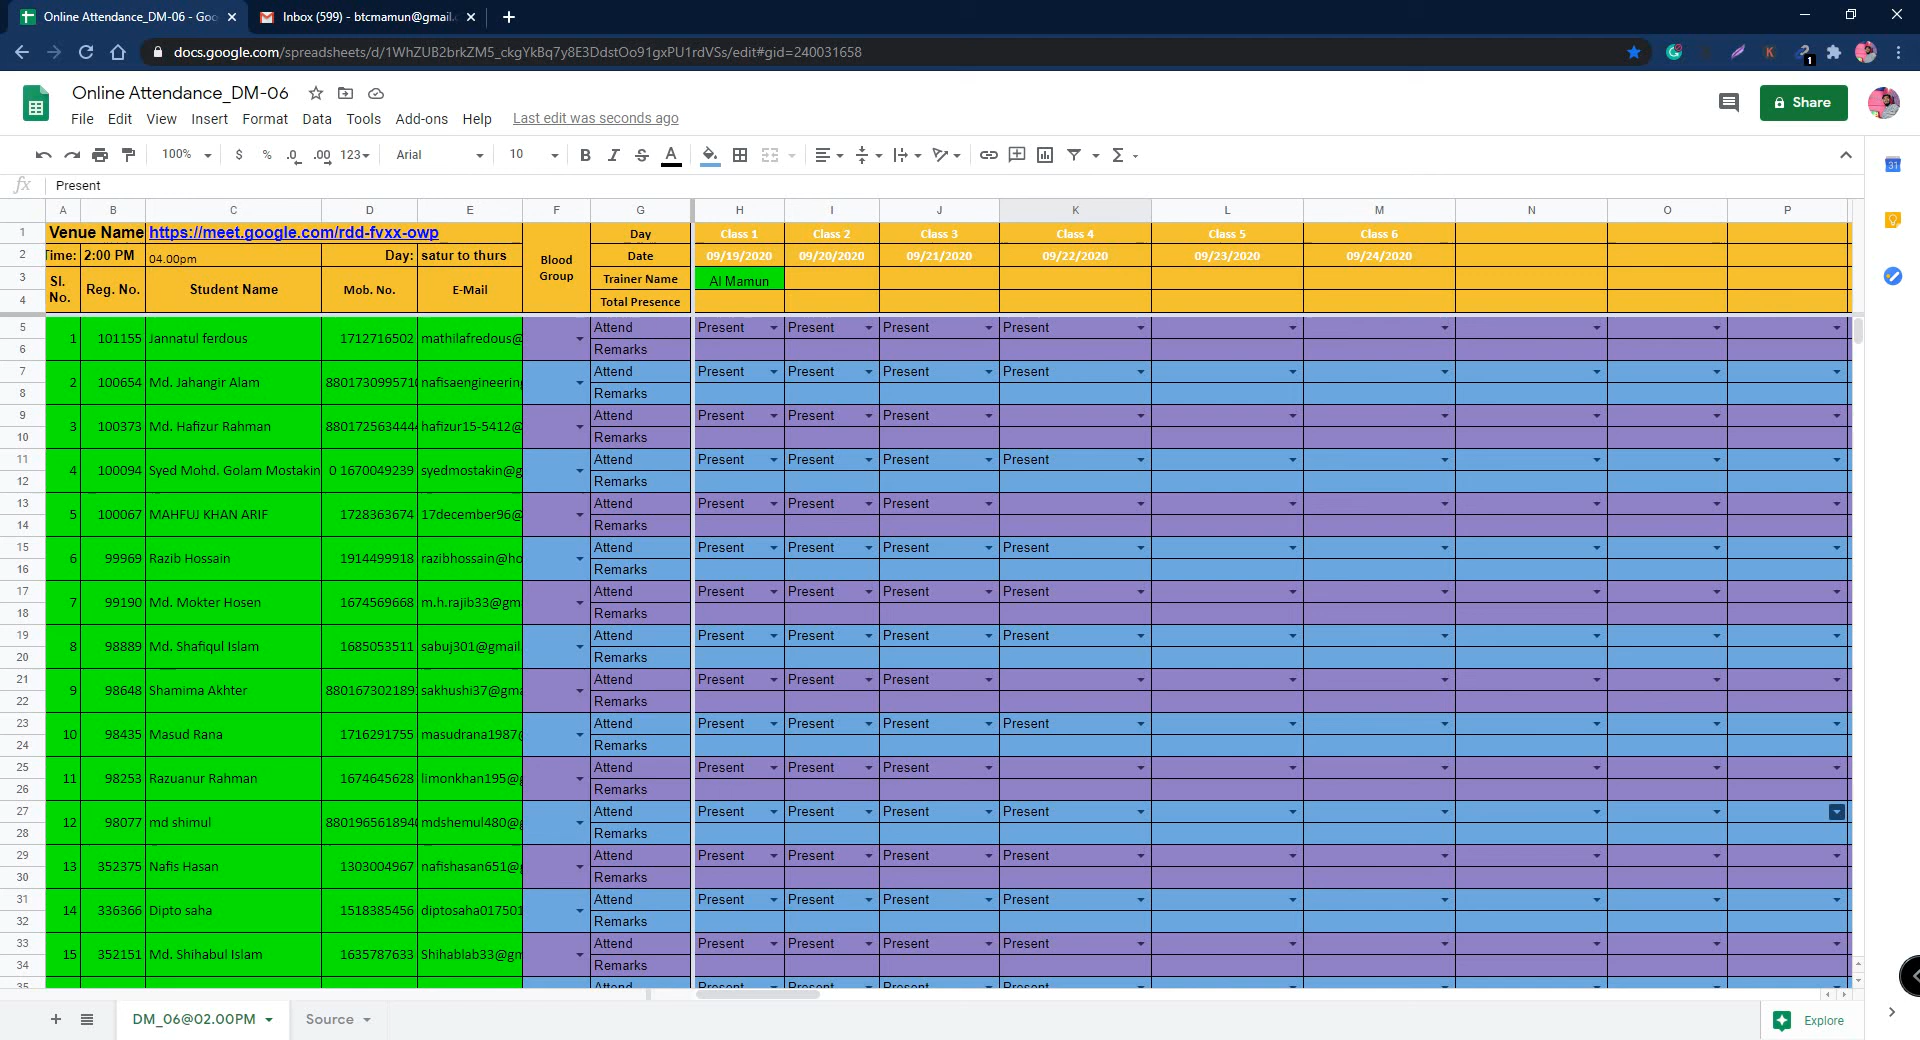 Online Attendance_DM-06 - Goo
Inbox (599) - btcmamun@gmail.c
docs.google.com/spreadsheets/d/1WhZUB2brkZM5_ckgYkBq7y8E3DdstOo91gxPU1rdVSs/edit#gid=240031658
K
1
Online Attendance_DM-06
Share
File Edit View Insert Format Data Tools Add-ons Help Last edit was seconds ago
100% $ % .0 .00 123 Arial 10 B I S A Σ
31
fx Present
A B C D E F G H I J K L M N O P
1 Venue Name https://meet.google.com/rdd-fvxx-owp Blood Group Day Class 1 Class 2 Class 3 Class 4 Class 5 Class 6
2 Time: 2:00 PM 04.00pm Day: satur to thurs Date 09/19/2020 09/20/2020 09/21/2020 09/22/2020 09/23/2020 09/24/2020
3 Sl. No. Reg. No. Student Name Mob. No. E-Mail Trainer Name Al Mamun
4 Total Presence
5 Attend Present Present Present Present
1 101155 Jannatul ferdous 1712716502 mathilafredous@
6 Remarks
7 Attend Present Present Present Present
2 100654 Md. Jahangir Alam 880173099571 nafisaengineering
8 Remarks
9 Attend Present Present Present
3 100373 Md. Hafizur Rahman 880172563444 hafizur15-5412@
10 Remarks
11 Attend Present Present Present Present
4 100094 Syed Mohd. Golam Mostakin 0 1670049239 syedmostakin@g
12 Remarks
13 Attend Present Present Present
5 100067 MAHFUJ KHAN ARIF 1728363674 17december96@
14 Remarks
15 Attend Present Present Present Present
6 99969 Razib Hossain 1914499918 razibhossain@ho
16 Remarks
17 Attend Present Present Present Present
7 99190 Md. Mokter Hosen 1674569668 m.h.rajib33@gm
18 Remarks
19 Attend Present Present Present Present
8 98889 Md. Shafiqul Islam 1685053511 sabuj301@gmail
20 Remarks
21 Attend Present Present Present
9 98648 Shamima Akhter 880167302189 sakhushi37@gma
22 Remarks
23 Attend Present Present Present Present
10 98435 Masud Rana 1716291755 masudrana1987@
24 Remarks
25 Attend Present Present Present
11 98253 Razuanur Rahman 1674645628 limonkhan195@g
26 Remarks
27 Attend Present Present Present Present
12 98077 md shimul 880196561894 mdshemul480@g
28 Remarks
29 Attend Present Present Present Present
13 352375 Nafis Hasan 1303004967 nafishasan651@g
30 Remarks
31 Attend Present Present Present Present
14 336366 Dipto saha 1518385456 diptosaha017501
32 Remarks
33 Attend Present Present Present Present
15 352151 Md. Shihabul Islam 1635787633 Shihablab33@gm
34 Remarks
35 Attend Present Present Present Present
DM_06@02.00PM Source Explore